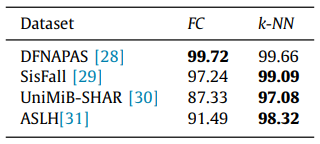 Dataset FC k-NN
DFNAPAS [28] 99.72 99.66
SisFall [29] 97.24 99.09
UniMiB-SHAR [30] 87.33 97.08
ASLH[31] 91.49 98.32